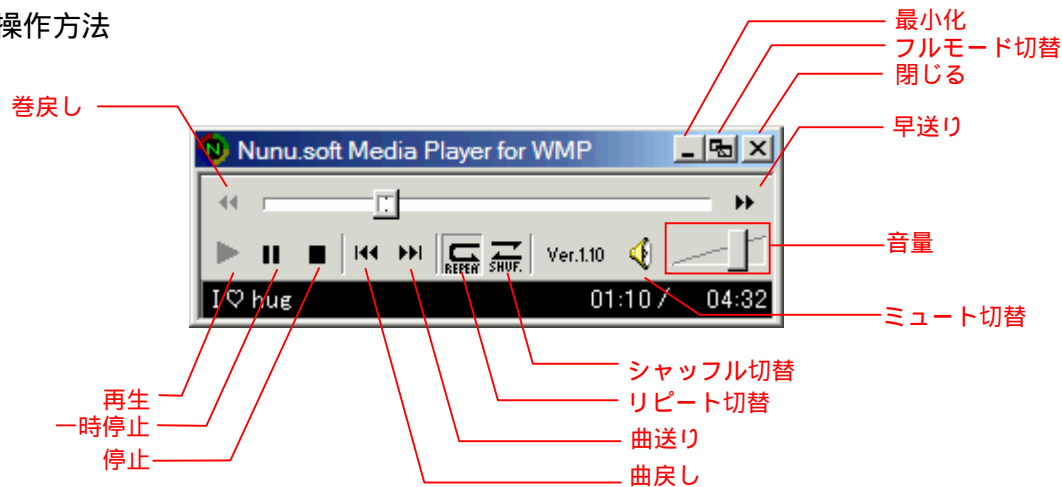 操作方法
最小化
フルモード切替
閉じる
巻戻し
早送り
Nunu.soft Media Player for WMP
音量
REPEAT
SHUF.
Ver.1.10
I♡hug 01:10 / 04:32
ミュート切替
シャッフル切替
再生
リピート切替
一時停止
曲送り
停止
曲戻し